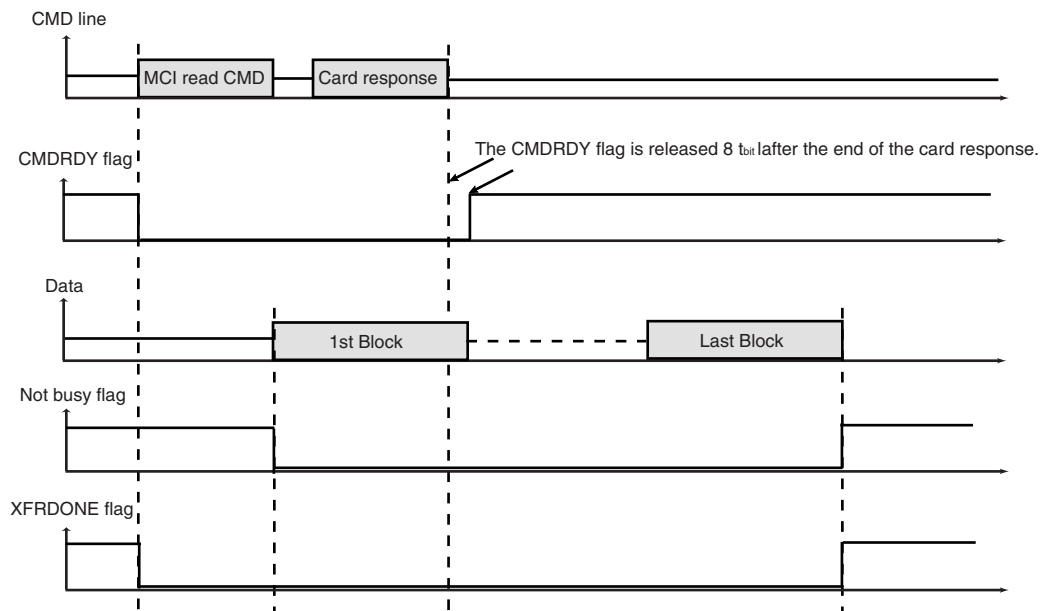 CMD line
MCI read CMD
Card response
The CMDRDY flag is released 8 tbit lafter the end of the card response.
CMDRDY flag
Data
1st Block
Last Block
Not busy flag
XFRDONE flag